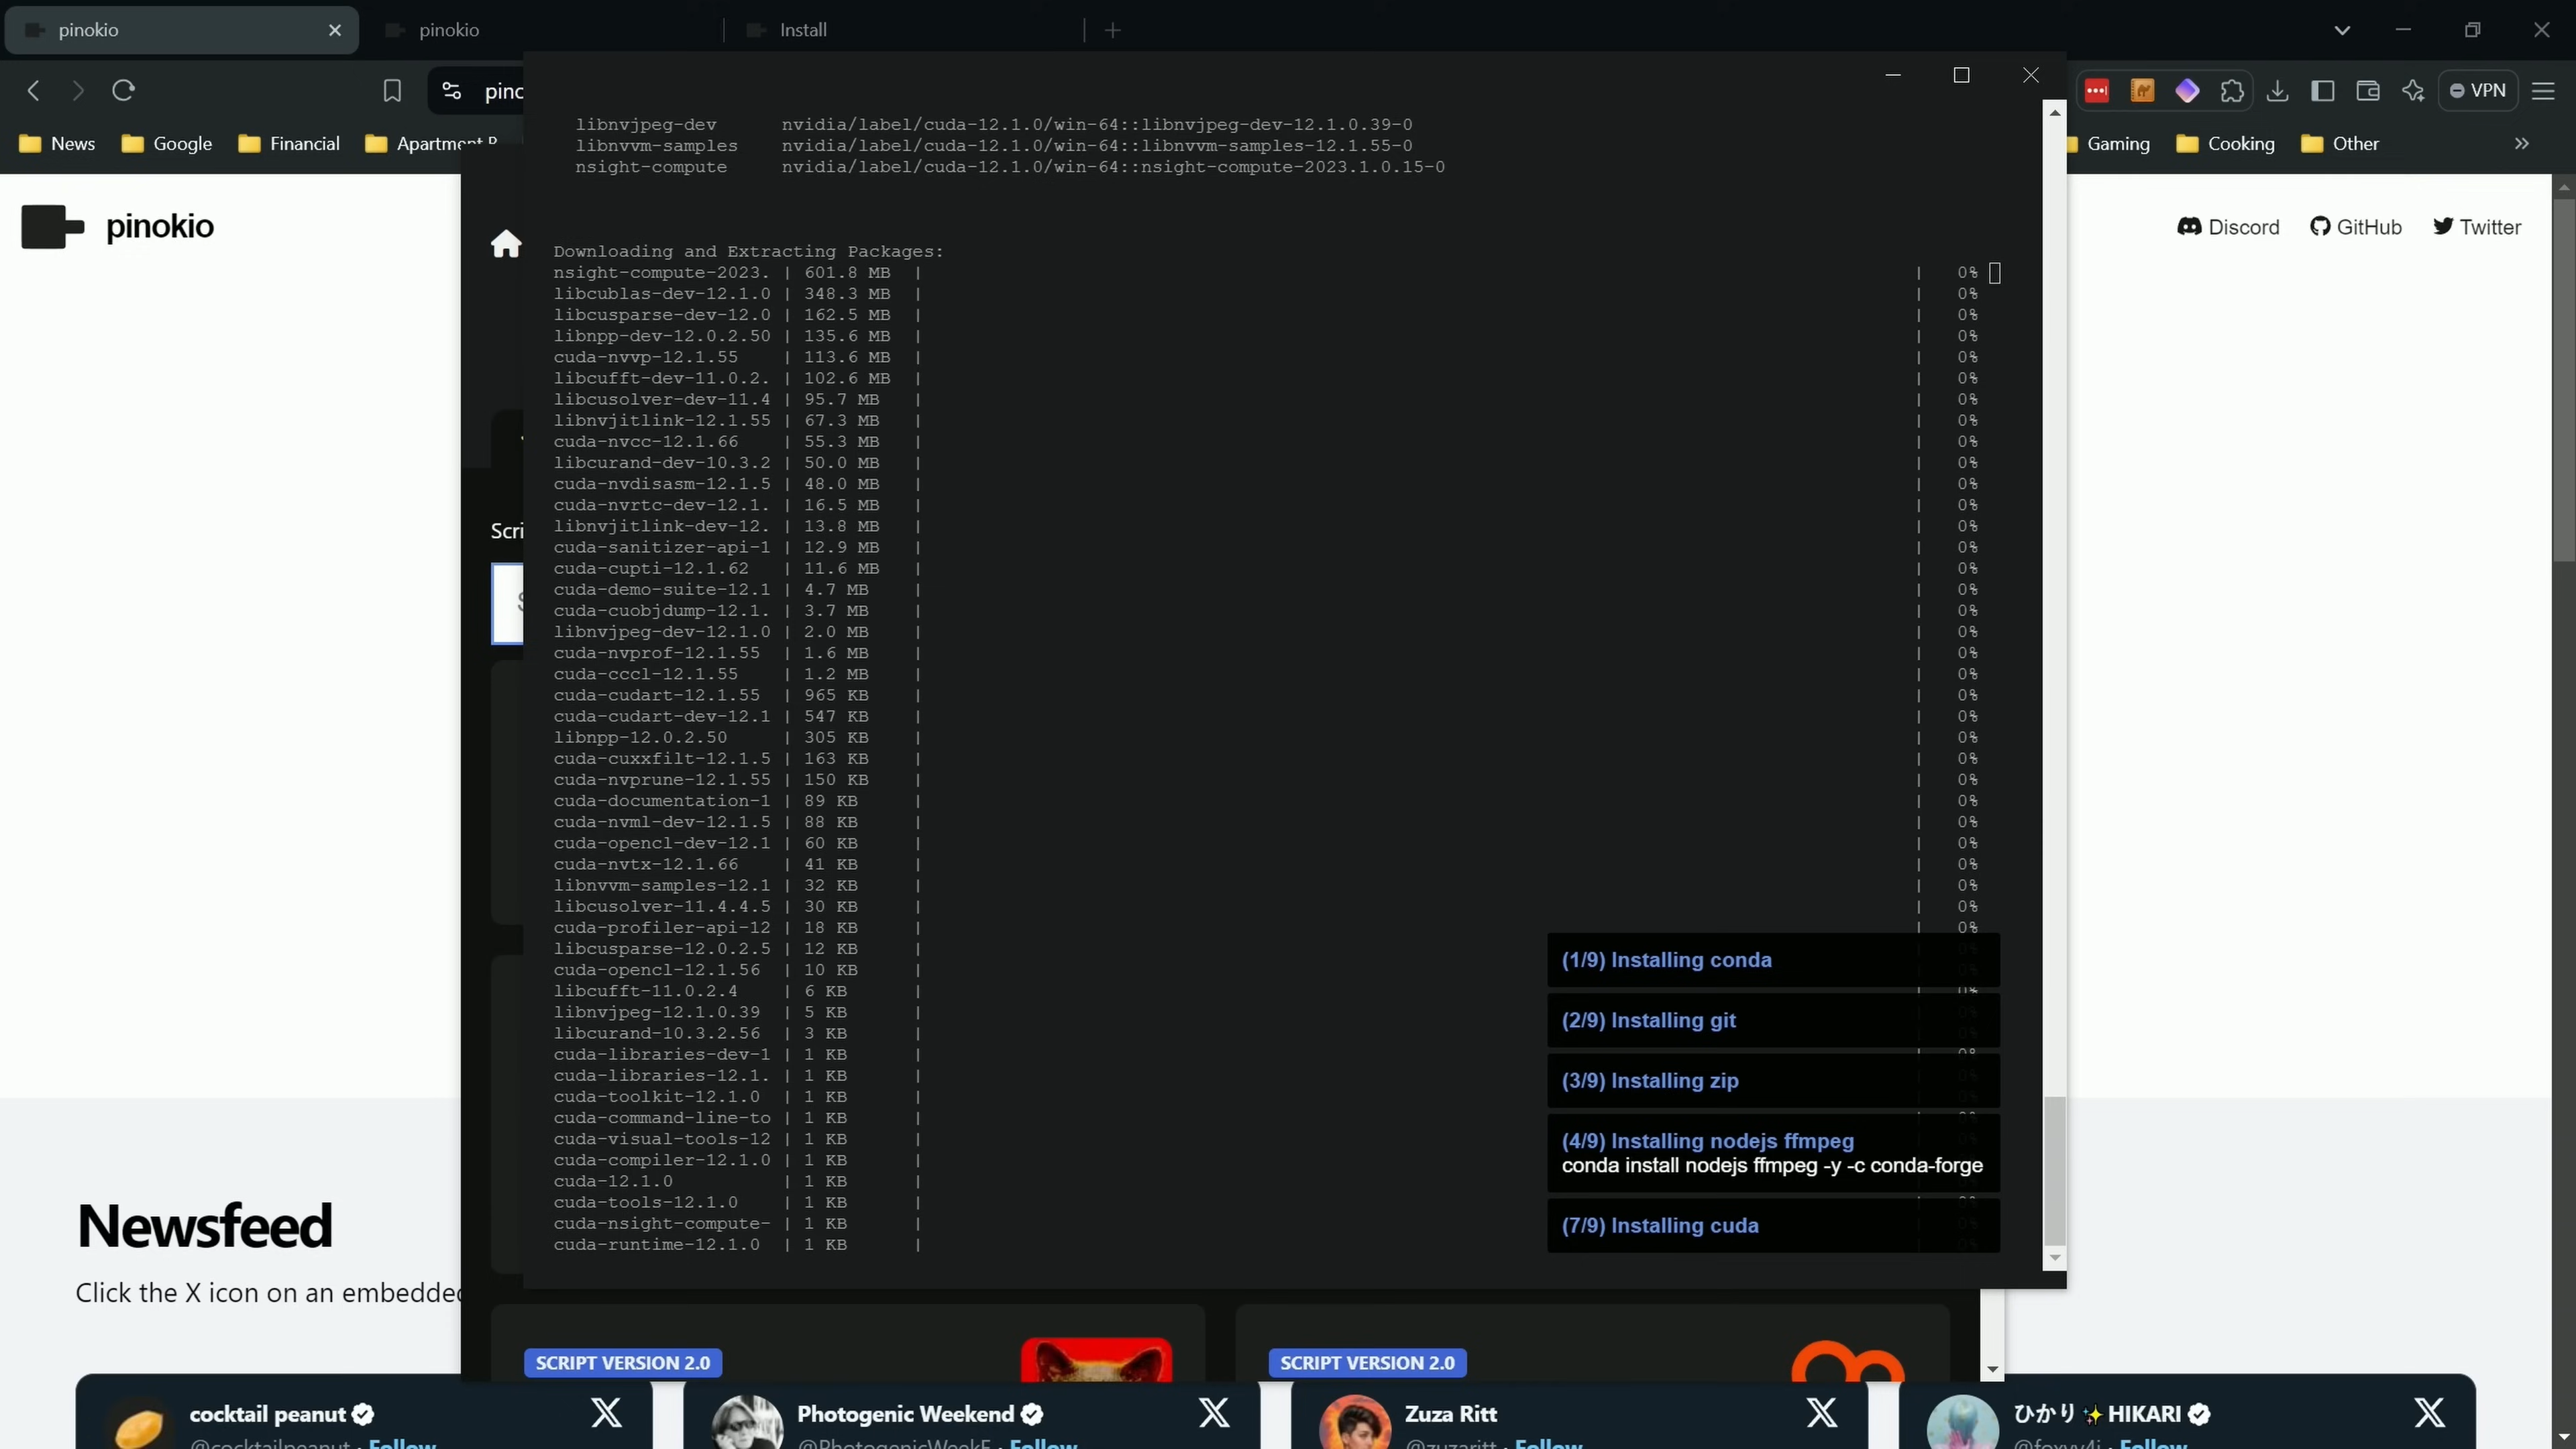 pinokio
pinokio
Install
pinc
VPN
News
Google
Financial
Apartment
Gaming
Cooking
Other
pinokio
Discord
GitHub
Twitter
libnvjpeg-dev nvidia/label/cuda-12.1.0/win-64::libnvjpeg-dev-12.1.0.39-0
libnvvm-samples nvidia/label/cuda-12.1.0/win-64::libnvvm-samples-12.1.55-0
nsight-compute nvidia/label/cuda-12.1.0/win-64::nsight-compute-2023.1.0.15-0
Downloading and Extracting Packages:
nsight-compute-2023. | 601.8 MB | | 0%
libcublas-dev-12.1.0 | 348.3 MB | | 0%
libcusparse-dev-12.0 | 162.5 MB | | 0%
libnpp-dev-12.0.2.50 | 135.6 MB | | 0%
cuda-nvvp-12.1.55 | 113.6 MB | | 0%
libcufft-dev-11.0.2. | 102.6 MB | | 0%
libcusolver-dev-11.4 | 95.7 MB | | 0%
libnvjitlink-12.1.55 | 67.3 MB | | 0%
cuda-nvcc-12.1.66 | 55.3 MB | | 0%
libcurand-dev-10.3.2 | 50.0 MB | | 0%
cuda-nvdisasm-12.1.5 | 48.0 MB | | 0%
cuda-nvrtc-dev-12.1. | 16.5 MB | | 0%
Scri
libnvjitlink-dev-12. | 13.8 MB | | 0%
cuda-sanitizer-api-1 | 12.9 MB | | 0%
cuda-cupti-12.1.62 | 11.6 MB | | 0%
cuda-demo-suite-12.1 | 4.7 MB | | 0%
cuda-cuobjdump-12.1. | 3.7 MB | | 0%
libnvjpeg-dev-12.1.0 | 2.0 MB | | 0%
cuda-nvprof-12.1.55 | 1.6 MB | | 0%
cuda-cccl-12.1.55 | 1.2 MB | | 0%
cuda-cudart-12.1.55 | 965 KB | | 0%
cuda-cudart-dev-12.1 | 547 KB | | 0%
libnpp-12.0.2.50 | 305 KB | | 0%
cuda-cuxxfilt-12.1.5 | 163 KB | | 0%
cuda-nvprune-12.1.55 | 150 KB | | 0%
cuda-documentation-1 | 89 KB | | 0%
cuda-nvml-dev-12.1.5 | 88 KB | | 0%
cuda-opencl-dev-12.1 | 60 KB | | 0%
cuda-nvtx-12.1.66 | 41 KB | | 0%
libnvvm-samples-12.1 | 32 KB | | 0%
libcusolver-11.4.4.5 | 30 KB | | 0%
cuda-profiler-api-12 | 18 KB | | 0%
libcusparse-12.0.2.5 | 12 KB |
cuda-opencl-12.1.56 | 10 KB |
libcufft-11.0.2.4 | 6 KB |
libnvjpeg-12.1.0.39 | 5 KB |
libcurand-10.3.2.56 | 3 KB |
cuda-libraries-dev-1 | 1 KB |
cuda-libraries-12.1. | 1 KB |
cuda-toolkit-12.1.0 | 1 KB |
cuda-command-line-to | 1 KB |
cuda-visual-tools-12 | 1 KB |
cuda-compiler-12.1.0 | 1 KB |
cuda-12.1.0 | 1 KB |
cuda-tools-12.1.0 | 1 KB |
cuda-nsight-compute- | 1 KB |
cuda-runtime-12.1.0 | 1 KB |
(1/9) Installing conda
(2/9) Installing git
(3/9) Installing zip
(4/9) Installing nodejs ffmpeg
conda install nodejs ffmpeg -y -c conda-forge
(7/9) Installing cuda
Newsfeed
Click the X icon on an embedded
SCRIPT VERSION 2.0
SCRIPT VERSION 2.0
cocktail peanut
@cocktailpeanut · Follow
Photogenic Weekend
@PhotogenicWeekE · Follow
Zuza Ritt
@zuzaritt · Follow
ひかり✨HIKARI
Follow